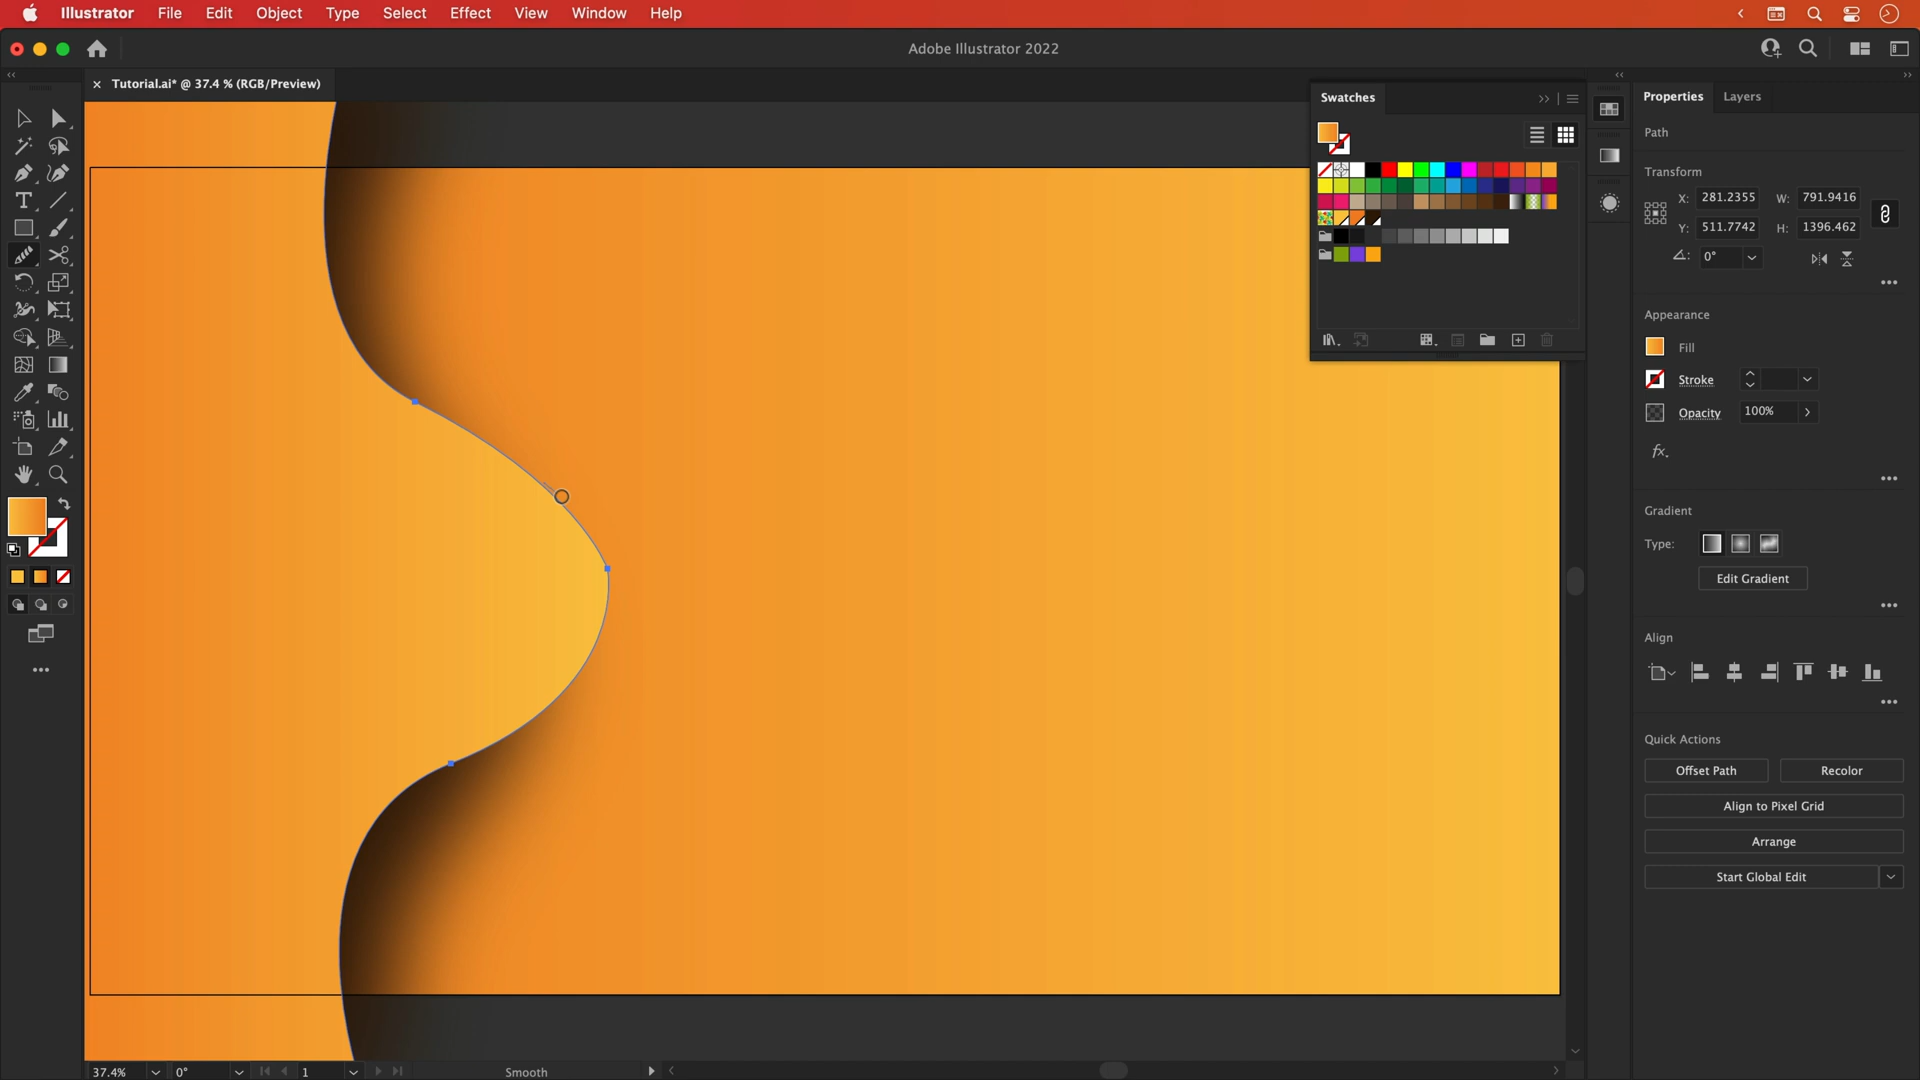 Illustrator File Edit Object Type Select Effect View Window Help
Adobe Illustrator 2022
Tutorial.ai* @ 37.4 % (RGB/Preview)
Swatches
Properties Layers
Path
Transform
X: 281.2355 W: 791.9416
Y: 511.7742 H: 1396.462
0°
Appearance
Fill
Stroke
Opacity 100%
fx.
Gradient
Type:
Edit Gradient
Align
Quick Actions
Offset Path Recolor
Align to Pixel Grid
Arrange
Start Global Edit
37.4% 0° 1 Smooth